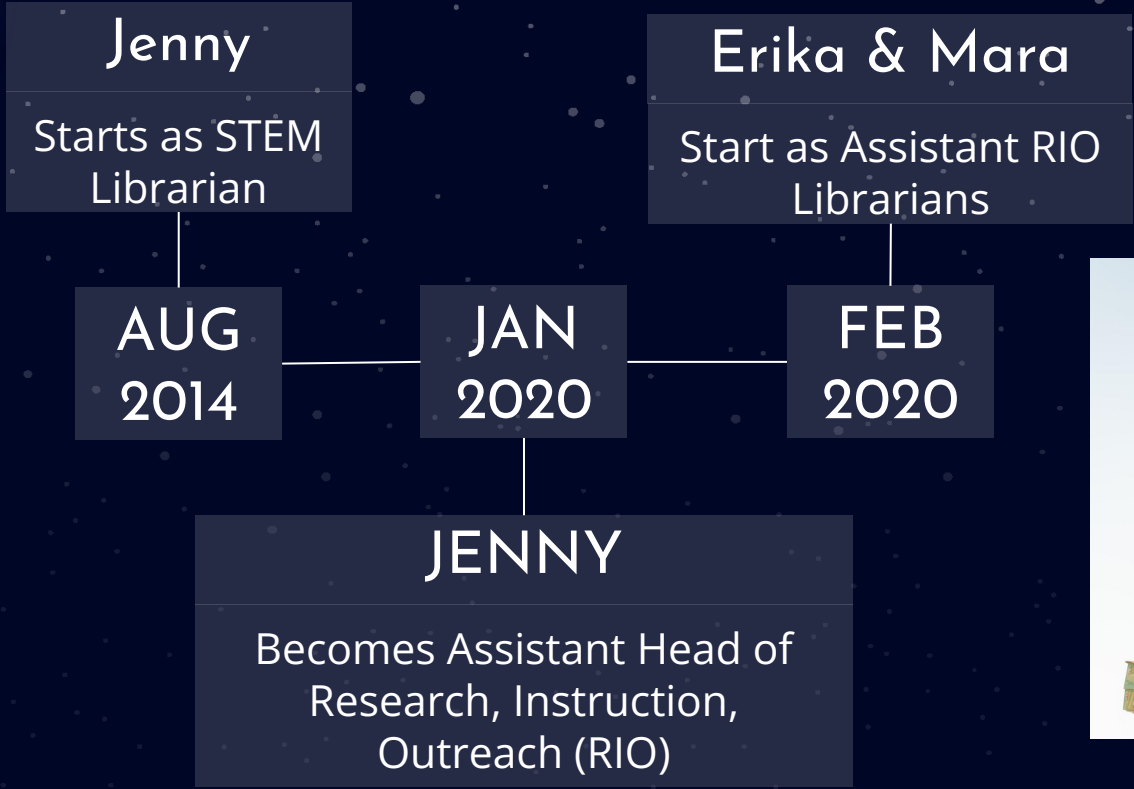 Jenny
Starts as STEM
Librarian
Erika & Mara
Start as Assistant RIO
Librarians
AUG
2014
JAN
2020
FEB
2020
JENNY
Becomes Assistant Head of
Research, Instruction,
Outreach (RIO)